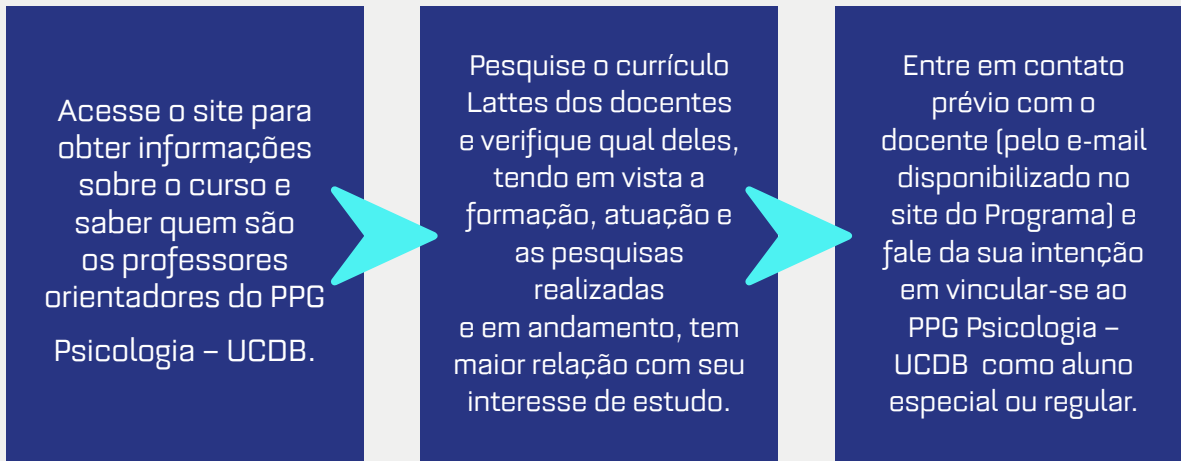 Acesse o site para
obter informações
sobre o curso e
saber quem são
os professores
orientadores do PPG
Psicologia – UCDB.
Pesquise o currículo
Lattes dos docentes
e verifique qual deles,
tendo em vista a
formação, atuação e
as pesquisas
realizadas
e em andamento, tem
maior relação com seu
interesse de estudo.
Entre em contato
prévio com o
docente (pelo e-mail
disponibilizado no
site do Programa) e
fale da sua intenção
em vincular-se ao
PPG Psicologia –
UCDB como aluno
especial ou regular.